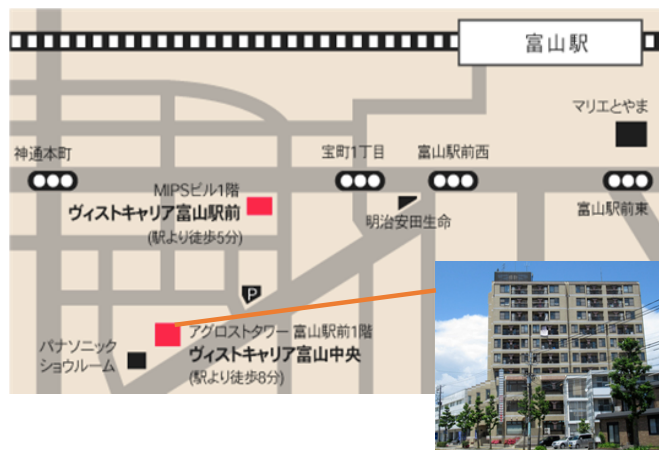 富山駅
マリエとやま
神通本町
宝町1丁目
富山駅前西
富山駅前東
MIPSビル1階
ヴィストキャリア富山駅前
(駅より徒歩5分)
明治安田生命
P
アグロストタワー 富山駅前1階
ヴィストキャリア富山中央
(駅より徒歩8分)
パナソニック
ショウルーム